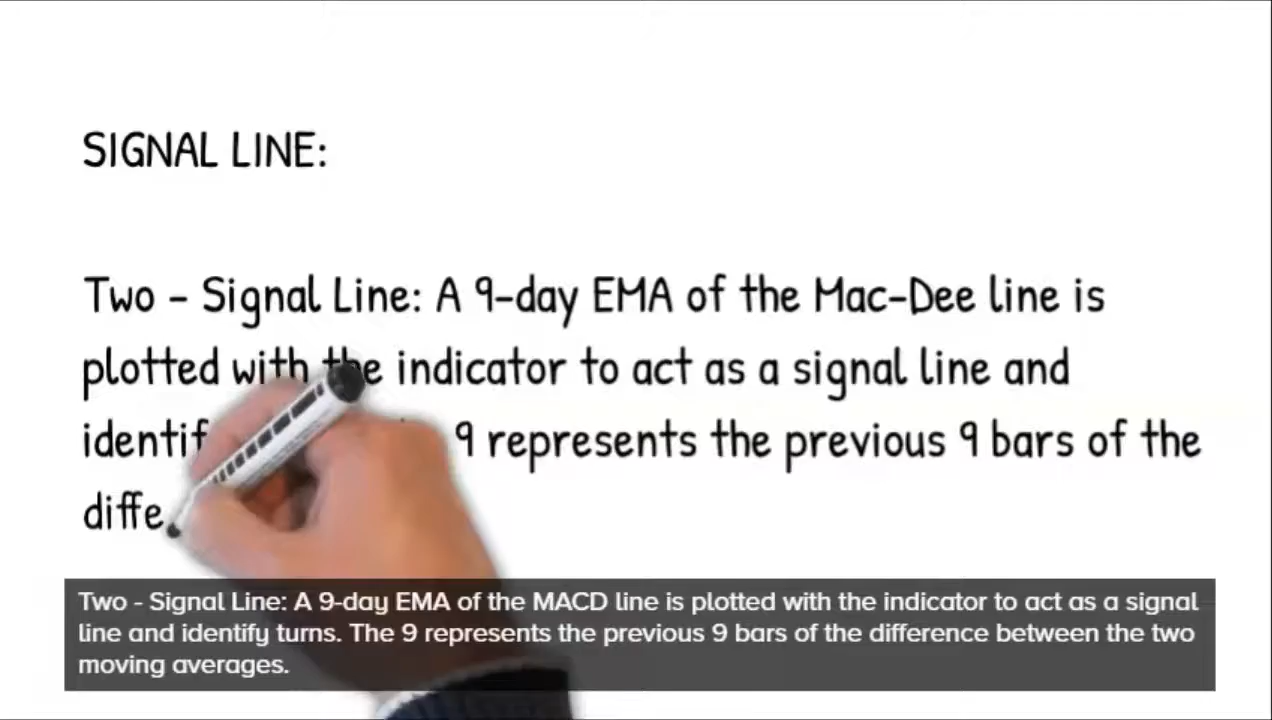 SIGNAL LINE:
Two - Signal Line: A 9-day EMA of the Mac-Dee line is
plotted with the indicator to act as a signal line and
identif 9 represents the previous 9 bars of the
diffe
Two - Signal Line: A 9-day EMA of the MACD line is plotted with the indicator to act as a signal
line and identify turns. The 9 represents the previous 9 bars of the difference between the two
moving averages.